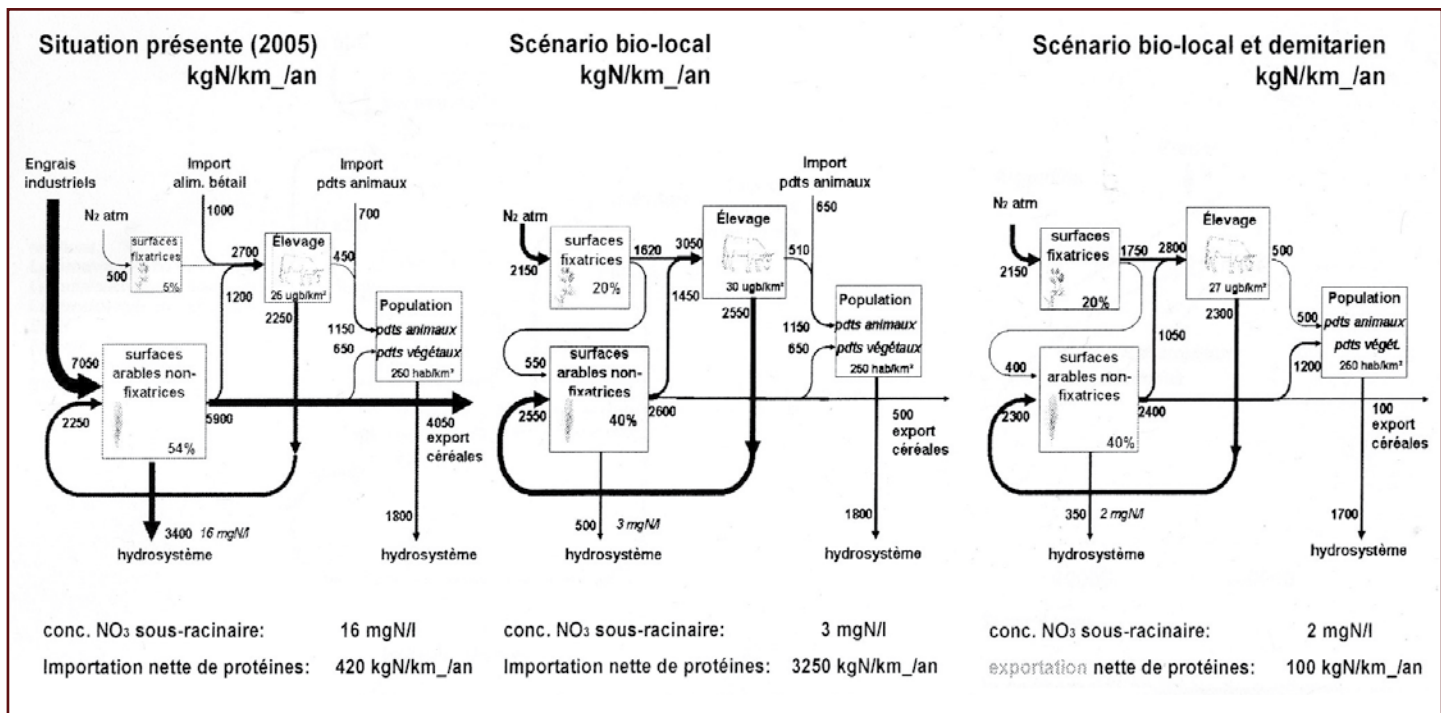 Situation présente (2005)
kgN/km_/an
Engrais
industriels
Import
alim. bétail
Import
pdts animaux
N₂ atm
1000
700
surfaces
fixatrices
5%
500
2700
Élevage
25 ugb/km²
450
1200
2250
Population
pdts animaux
pdts végétaux
260 hab/km²
1150
650
7050
surfaces
arables non-
fixatrices
54%
2250
5900
4050
export
céréales
3400
16 mgN/l
hydrosystème
1800
hydrosystème
conc. NO₃ sous-racinaire: 16 mgN/l
Importation nette de protéines: 420 kgN/km_/an
Scénario bio-local
kgN/km_/an
Import
pdts animaux
650
N₂ atm
2150
surfaces
fixatrices
20%
1620
3050
Élevage
30 ugb/km²
510
1450
2550
Population
pdts animaux
pdts végétaux
260 hab/km²
1150
650
550
surfaces
arables non-
fixatrices
40%
2550
2600
500
export
céréales
500
3 mgN/l
hydrosystème
1800
hydrosystème
conc. NO₃ sous-racinaire: 3 mgN/l
Importation nette de protéines: 3250 kgN/km_/an
Scénario bio-local et demitarien
kgN/km_/an
N₂ atm
2150
surfaces
fixatrices
20%
1750
2800
Élevage
27 ugb/km²
500
1050
2300
Population
pdts animaux
pdts végét.
260 hab/km²
500
1200
400
surfaces
arables non-
fixatrices
40%
2300
2400
100
export
céréales
350
2 mgN/l
hydrosystème
1700
hydrosystème
conc. NO₃ sous-racinaire: 2 mgN/l
exportation nette de protéines: 100 kgN/km_/an